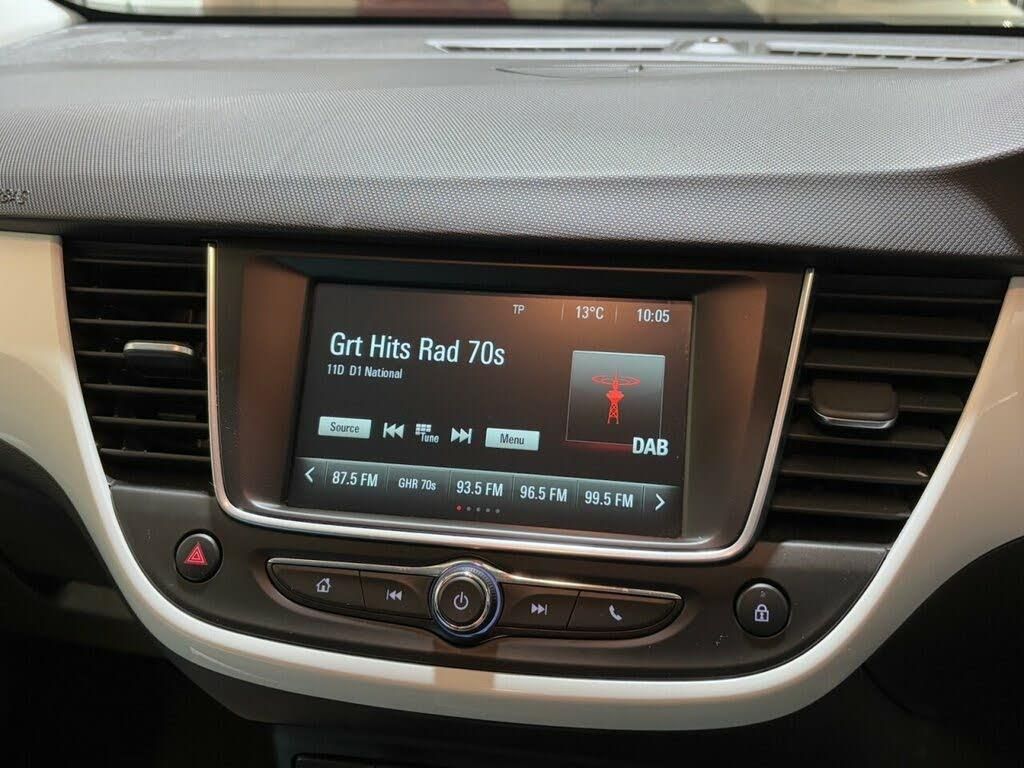 TP 13°C 10:05
Grt Hits Rad 70s
11D D1 National
Source Tune Menu
DAB
87.5 FM GHR 70s 93.5 FM 96.5 FM 99.5 FM